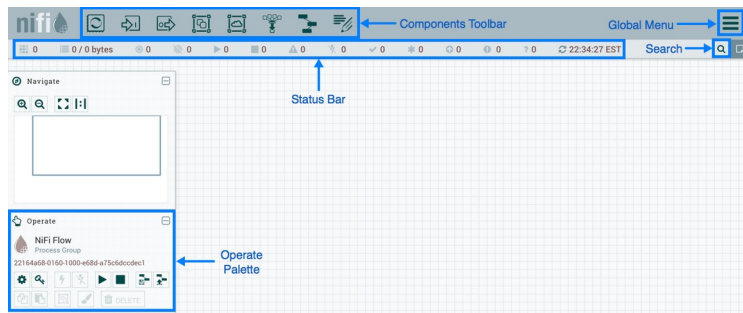 nifi
Components Toolbar
Global Menu
0
0 / 0 bytes
0
0
0
0
0
0
0
0
0
0
? 0
22:34:27 EST
Search
Navigate
Status Bar
Operate
NiFi Flow
Process Group
22164a68-0160-1000-e68d-a75c6dccdec1
Operate
Palette
DELETE